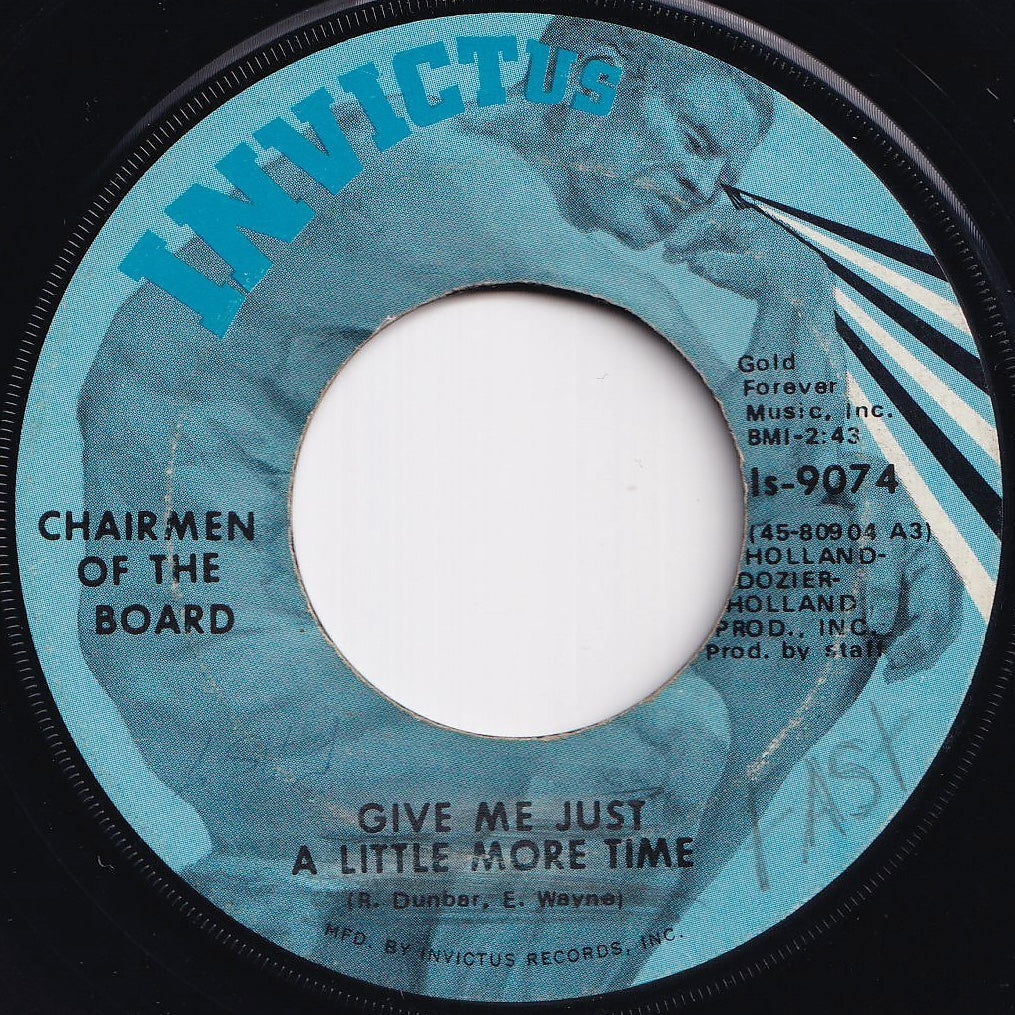 INVICTUS
Gold
Forever
Music, Inc.
BMI-2:43
Is-9074
(45-80904 A3)
HOLLAND-
DOZIER-
HOLLAND
PROD., INC.
Prod. by staff
CHAIRMEN
OF THE
BOARD
FAST
GIVE ME JUST
A LITTLE MORE TIME
(R. Dunbar, E. Wayne)
MFD. BY INVICTUS RECORDS, INC.